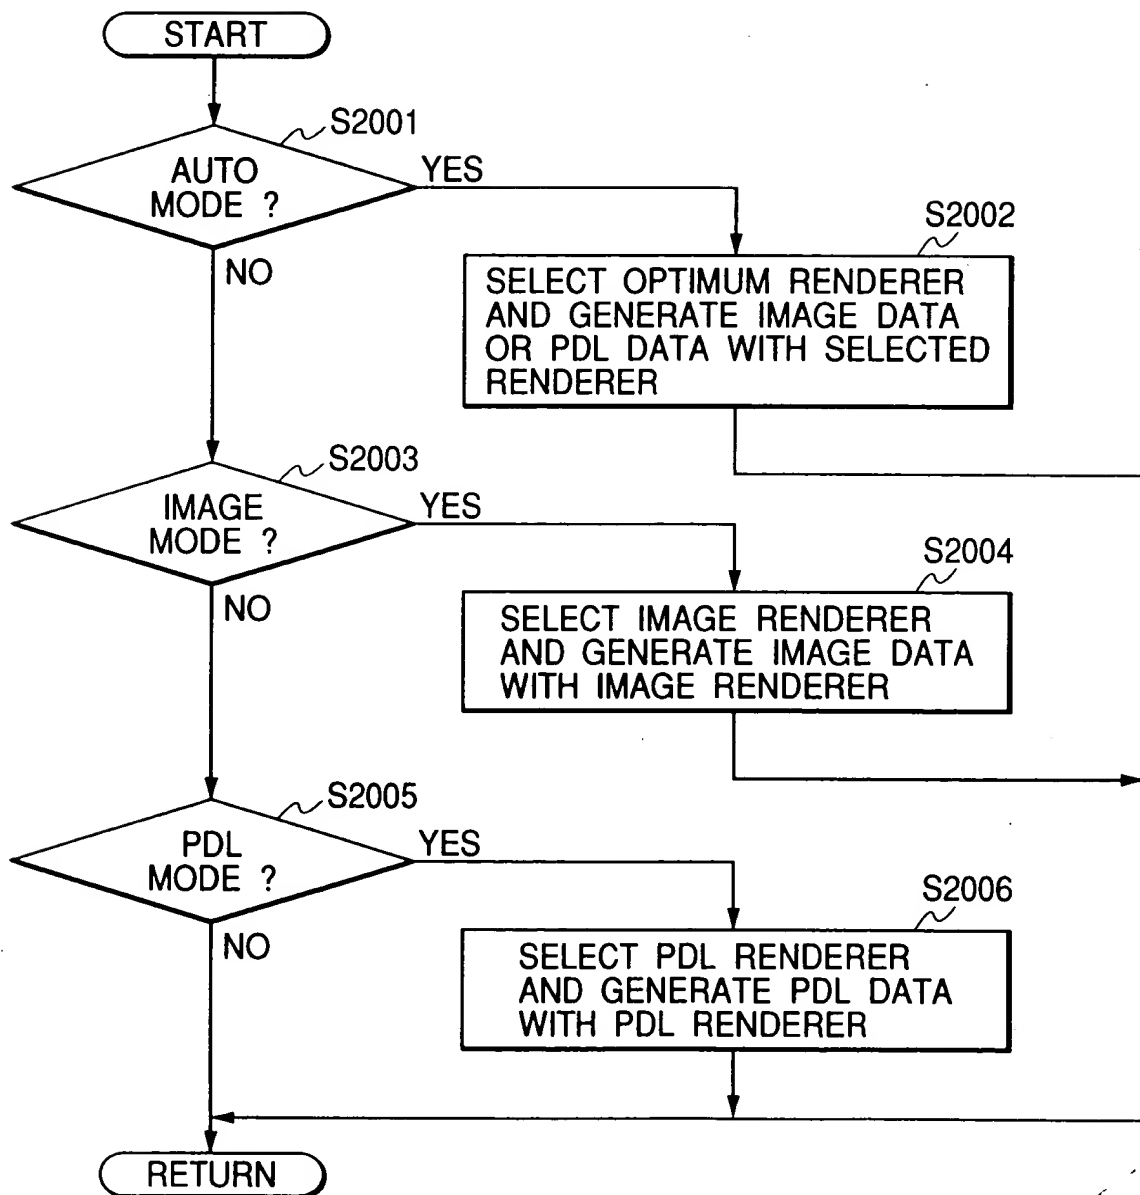 START
S2001
AUTO
MODE ?
YES
NO
S2002
SELECT OPTIMUM RENDERER
AND GENERATE IMAGE DATA
OR PDL DATA WITH SELECTED
RENDERER
S2003
IMAGE
MODE ?
YES
NO
S2004
SELECT IMAGE RENDERER
AND GENERATE IMAGE DATA
WITH IMAGE RENDERER
S2005
PDL
MODE ?
YES
NO
S2006
SELECT PDL RENDERER
AND GENERATE PDL DATA
WITH PDL RENDERER
RETURN